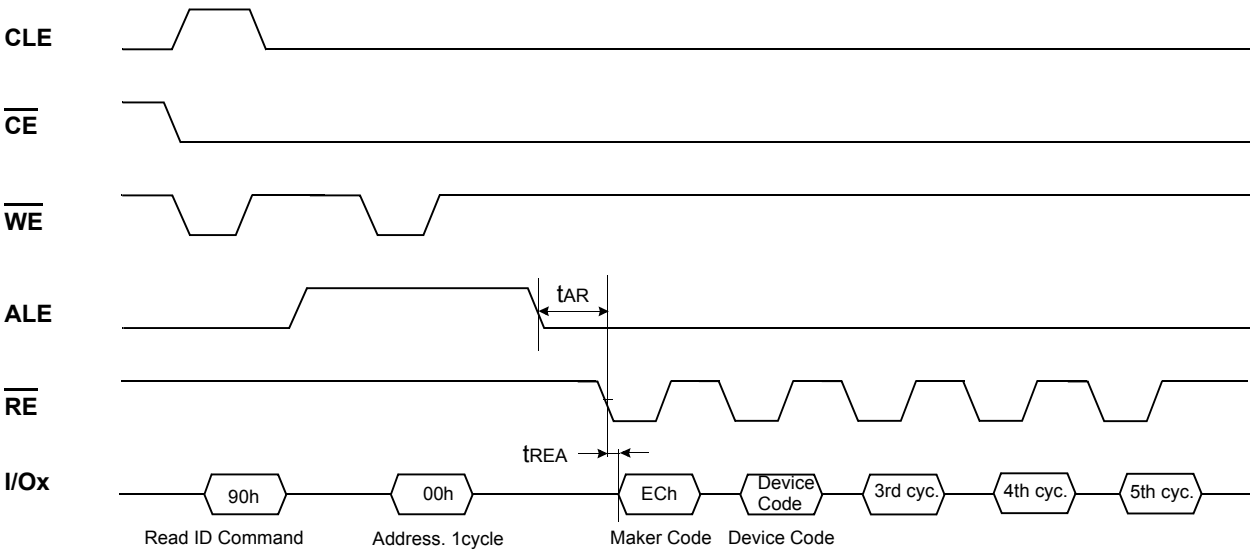 CLE
CE
WE
ALE
tAR
RE
tREA
I/Ox
90h
00h
ECh
Device
Code
3rd cyc.
4th cyc.
5th cyc.
Read ID Command
Address. 1cycle
Maker Code
Device Code